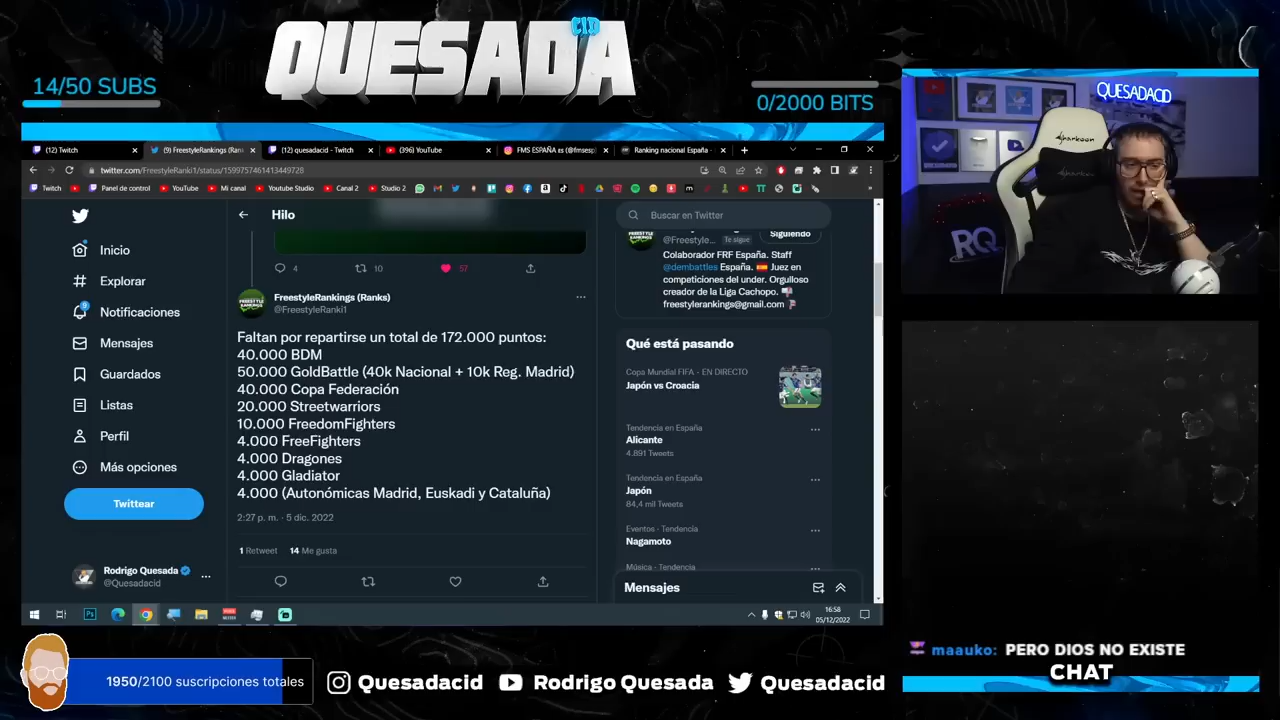 QUESADA
CID
14/50 SUBS
0/2000 BITS
(12) Twitch
(9) FreestyleRankings (Ran
(12) quesadacid - Twitch
(396) YouTube
FMS ESPAÑA es (@fmsesp
Ranking nacional España -
twitter.com/FreestyleRanki1/status/1599757461413449728
Twitch
Panel de control
YouTube
Mi canal
Youtube Studio
Canal 2
Studio 2
Inicio
Explorar
Notificaciones
Mensajes
Guardados
Listas
Perfil
Más opciones
Twittear
Rodrigo Quesada
@Quesadacid
Hilo
4
10
57
FreestyleRankings (Ranks)
@FreestyleRanki1
Faltan por repartirse un total de 172.000 puntos:
40.000 BDM
50.000 GoldBattle (40k Nacional + 10k Reg. Madrid)
40.000 Copa Federación
20.000 Streetwarriors
10.000 FreedomFighters
4.000 FreeFighters
4.000 Dragones
4.000 Gladiator
4.000 (Autonómicas Madrid, Euskadi y Cataluña)
2:27 p. m. · 5 dic. 2022
1 Retweet 14 Me gusta
Buscar en Twitter
@Freestyle... Te sigue
Siguiendo
Colaborador FRF España. Staff
@dembattles España. Juez en
competiciones del under. Orgulloso
creador de la Liga Cachopo.
freestylerankings@gmail.com
Qué está pasando
Copa Mundial FIFA · EN DIRECTO
Japón vs Croacia
Tendencia en España
Alicante
4.891 Tweets
Tendencia en España
Japón
84,4 mil Tweets
Eventos · Tendencia
Nagamoto
Música · Tendencia
Mensajes
16:58
05/12/2022
QUESADACID
RQ
maauko: PERO DIOS NO EXISTE
CHAT
1950/2100 suscripciones totales
Quesadacid
Rodrigo Quesada
Quesadacid